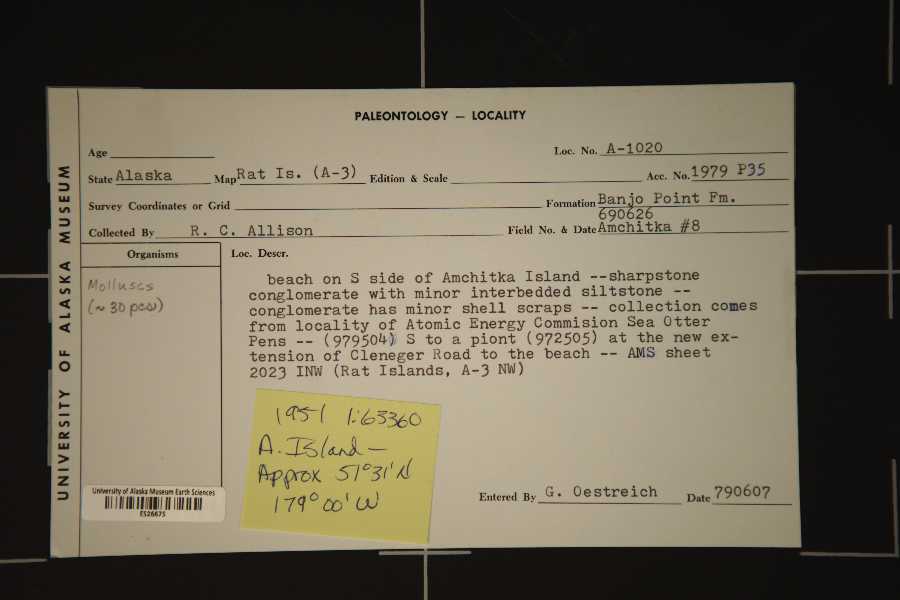 PALEONTOLOGY — LOCALITY
Age
Loc. No. A-1020
State Alaska Map Rat Is. (A-3) Edition & Scale Acc. No. 1979 P35
Survey Coordinates or Grid Formation Banjo Point Fm.
690626
Collected By R. C. Allison Field No. & Date Amchitka #8
Organisms
Loc. Descr.
Molluscs
(~ 30 pcs)
beach on S side of Amchitka Island --sharpstone
conglomerate with minor interbedded siltstone --
conglomerate has minor shell scraps -- collection comes
from locality of Atomic Energy Commision Sea Otter
Pens -- (979504) S to a piont (972505) at the new ex-
tension of Cleneger Road to the beach -- AMS sheet
2023 INW (Rat Islands, A-3 NW)
1951 1:63360
A. Island —
Approx 51°31'N
179°00'W
Entered By G. Oestreich Date 790607
University of Alaska Museum Earth Sciences
ES26675
UNIVERSITY OF ALASKA MUSEUM